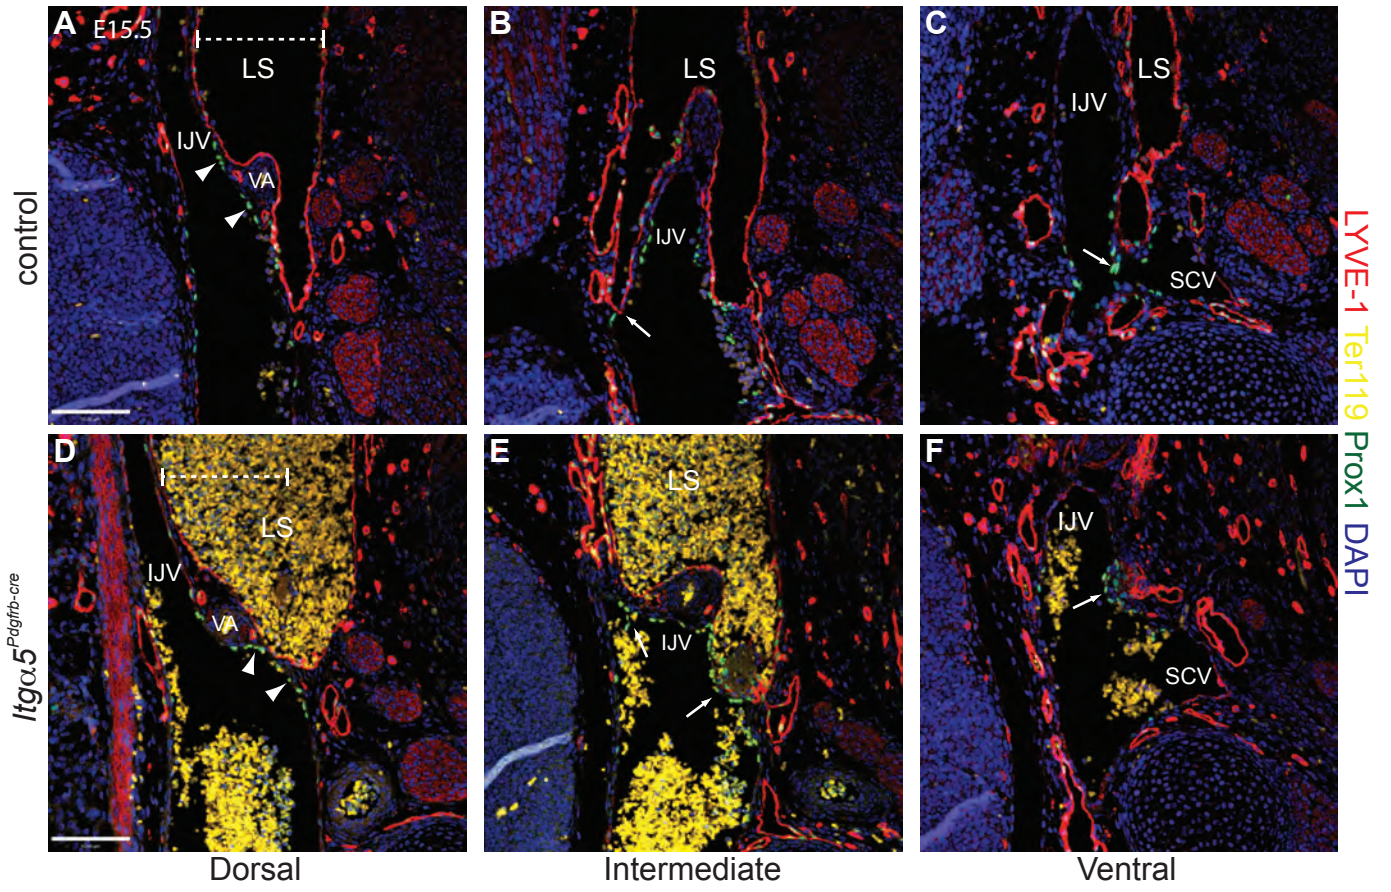 A E15.5
LS
IJV
VA
B
LS
IJV
C
LS
IJV
SCV
control
D
LS
IJV
VA
E
LS
IJV
F
IJV
SCV
Itgα5Pdgfrb-cre
LYVE-1 Ter119 Prox1 DAPI
Dorsal
Intermediate
Ventral